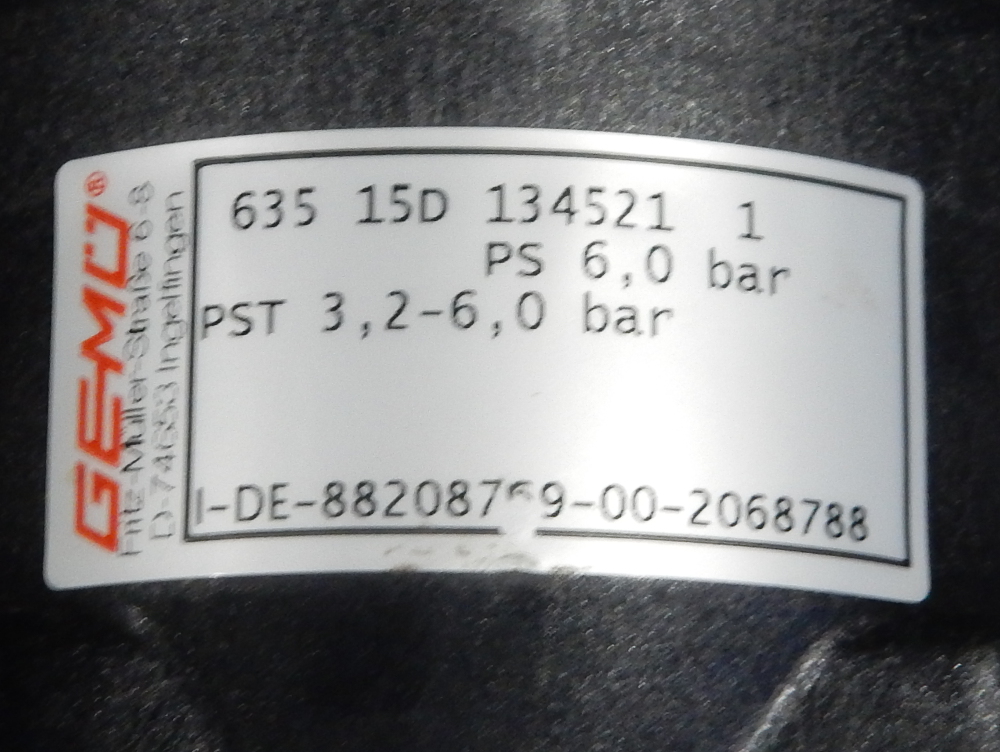 GEMÜ®
Fritz-Müller-Straße 6-8
D-74653 Ingelfingen
635 15D 134521 1
PS 6,0 bar
PST 3,2-6,0 bar